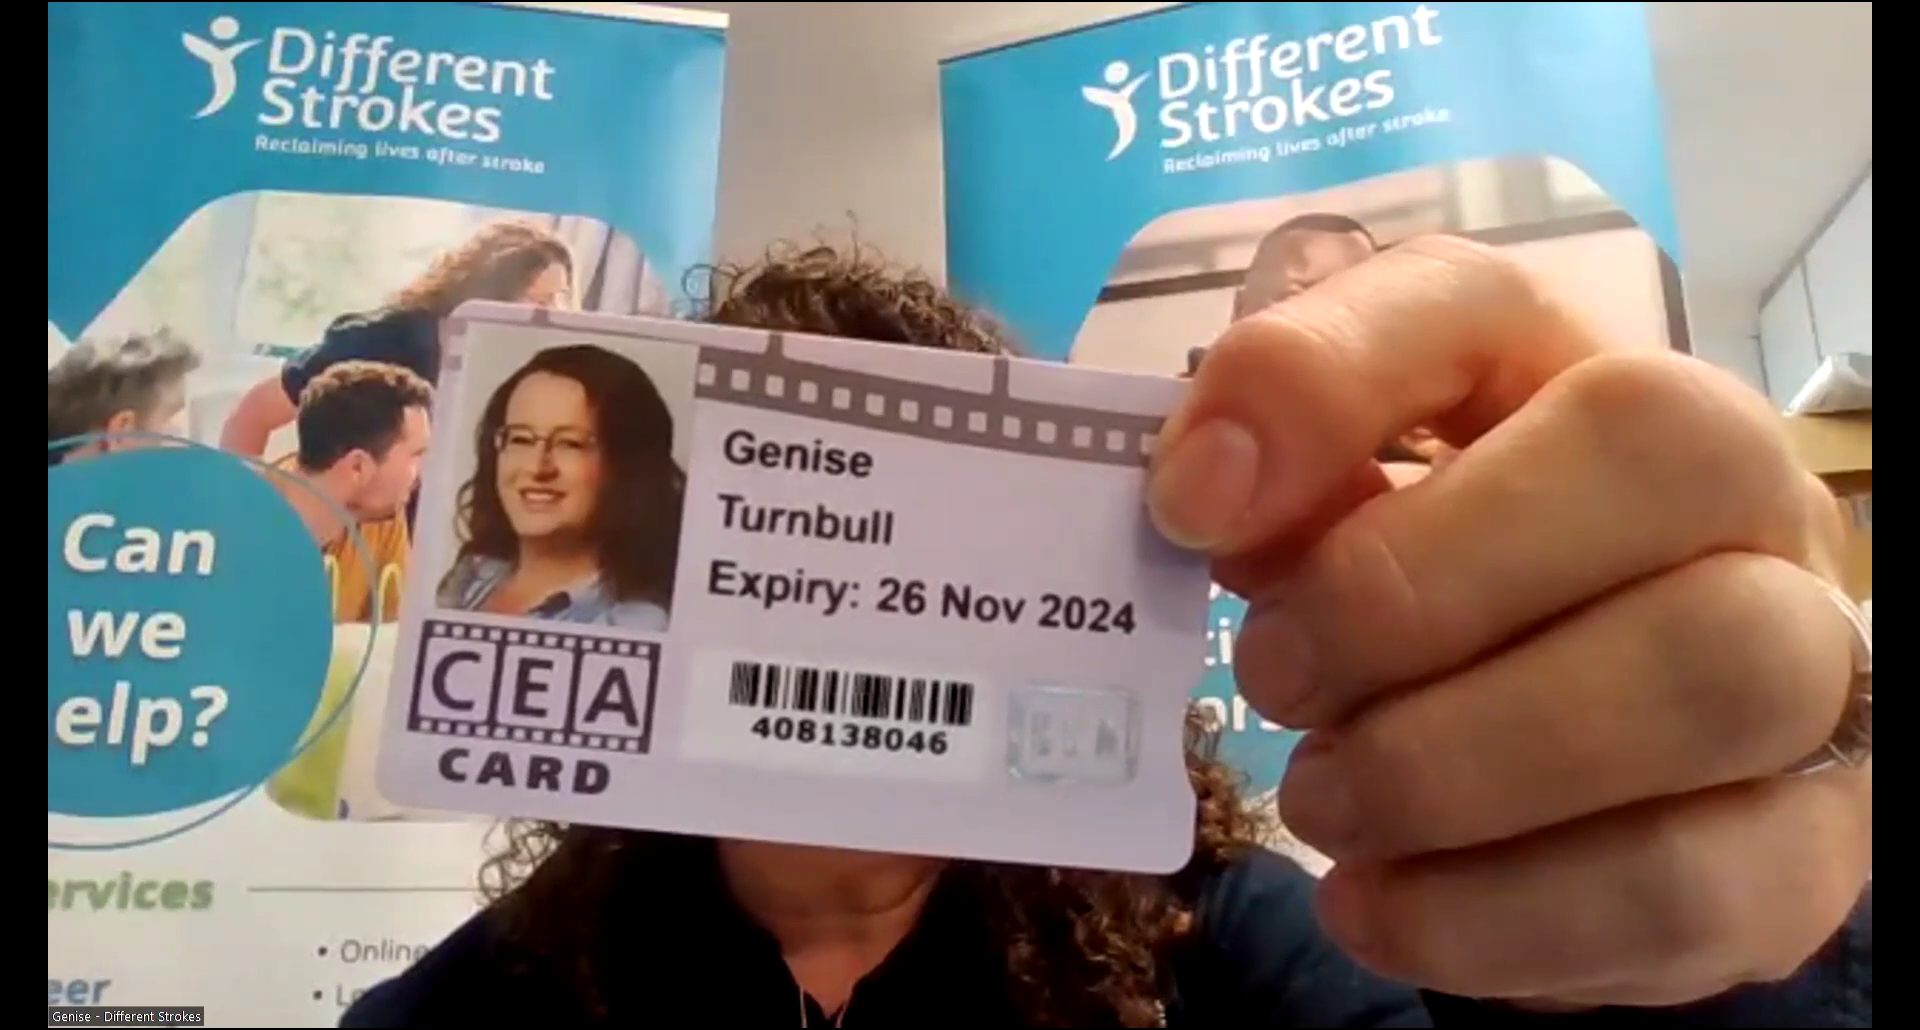 Different
Strokes
Reclaiming lives after stroke
Different
Strokes
Reclaiming lives after stroke
Genise
Turnbull
Expiry: 26 Nov 2024
CEA
CARD
408138046
Can
we
elp?
ervices
• Online
eer
Genise - Different Strokes